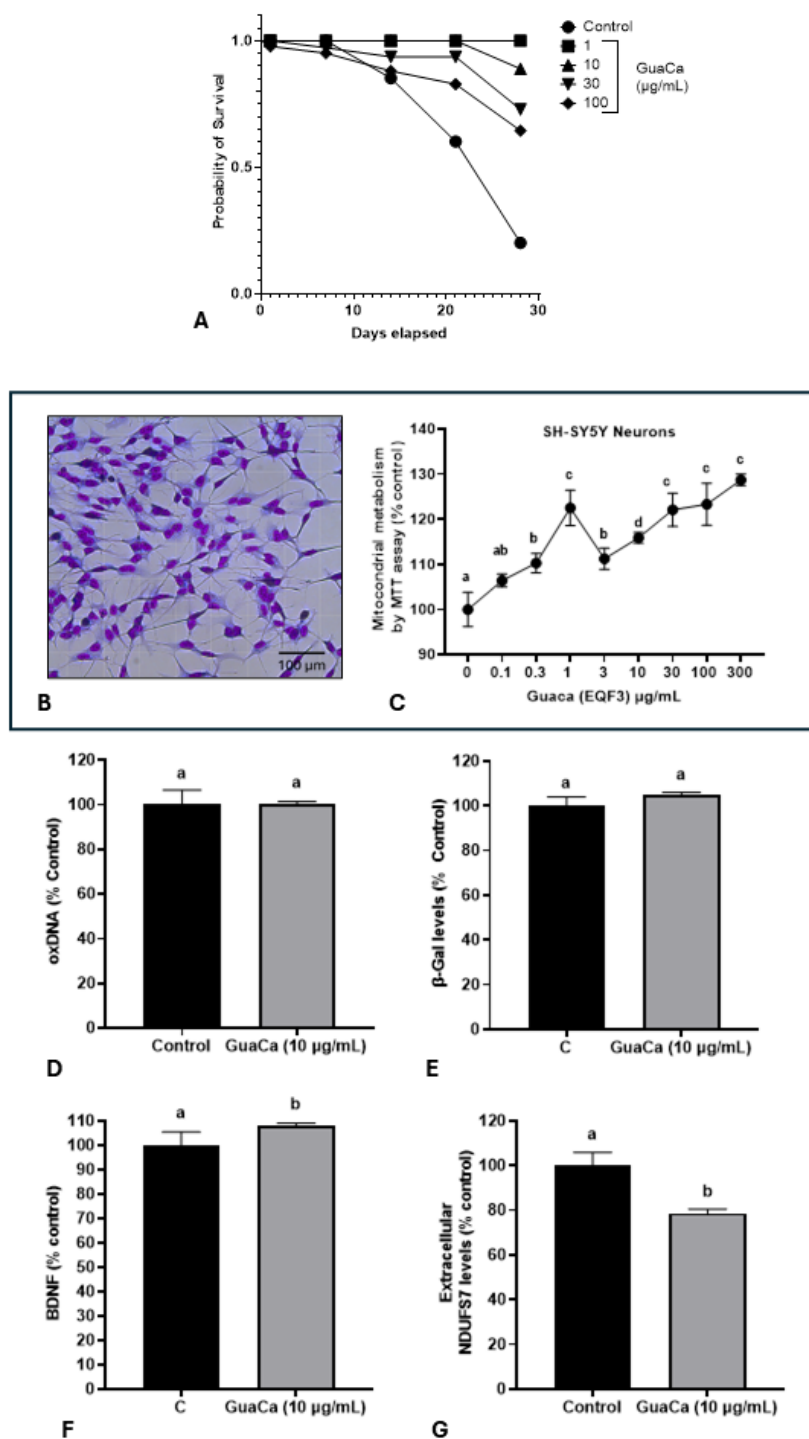 Control
1
10
30
100
GuaCa
(µg/mL)
Probability of Survival
1.0
0.5
0.0
0
10
20
30
Days elapsed
A
100 µm
B
SH-SY5Y Neurons
Mitocondrial metabolism
by MTT assay (% control)
140
130
120
110
100
90
a
ab
b
c
b
d
c
c
c
0
0.1
0.3
1
3
10
30
100
300
Guaca (EQF3) µg/mL
C
oxDNA (% Control)
120
100
80
60
40
20
0
a
a
Control
GuaCa (10 µg/mL)
D
β-Gal levels (% Control)
120
100
80
60
40
20
0
a
a
C
GuaCa (10 µg/mL)
E
BDNF (% control)
110
100
90
80
70
60
50
40
30
20
10
0
a
b
C
GuaCa (10 µg/mL)
F
Extracellular
NDUFS7 levels (% control)
120
100
80
60
40
20
0
a
b
Control
GuaCa (10 µg/mL)
G